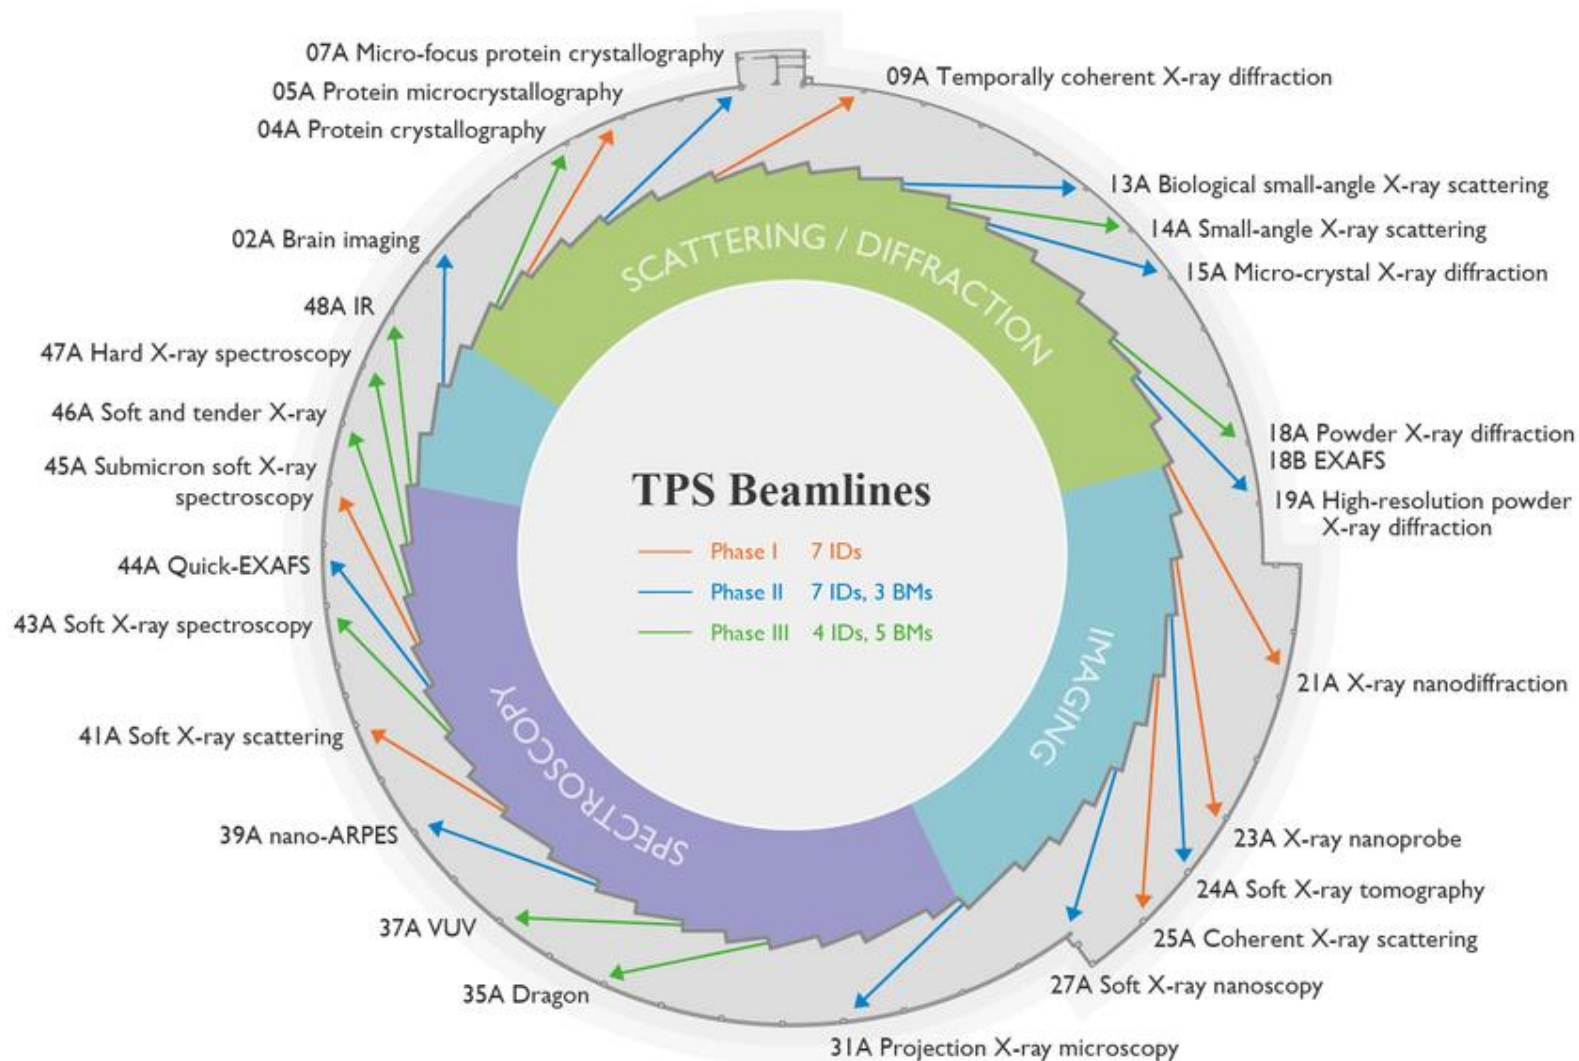 07A Micro-focus protein crystallography
05A Protein microcrystallography
04A Protein crystallography
02A Brain imaging
48A IR
47A Hard X-ray spectroscopy
46A Soft and tender X-ray
45A Submicron soft X-ray
spectroscopy
44A Quick-EXAFS
43A Soft X-ray spectroscopy
41A Soft X-ray scattering
39A nano-ARPES
37A VUV
35A Dragon
09A Temporally coherent X-ray diffraction
13A Biological small-angle X-ray scattering
14A Small-angle X-ray scattering
15A Micro-crystal X-ray diffraction
18A Powder X-ray diffraction
18B EXAFS
19A High-resolution powder
X-ray diffraction
21A X-ray nanodiffraction
23A X-ray nanoprobe
24A Soft X-ray tomography
25A Coherent X-ray scattering
27A Soft X-ray nanoscopy
31A Projection X-ray microscopy
SCATTERING / DIFFRACTION
IMAGING
SPECTROSCOPY
TPS Beamlines
Phase I 7 IDs
Phase II 7 IDs, 3 BMs
Phase III 4 IDs, 5 BMs